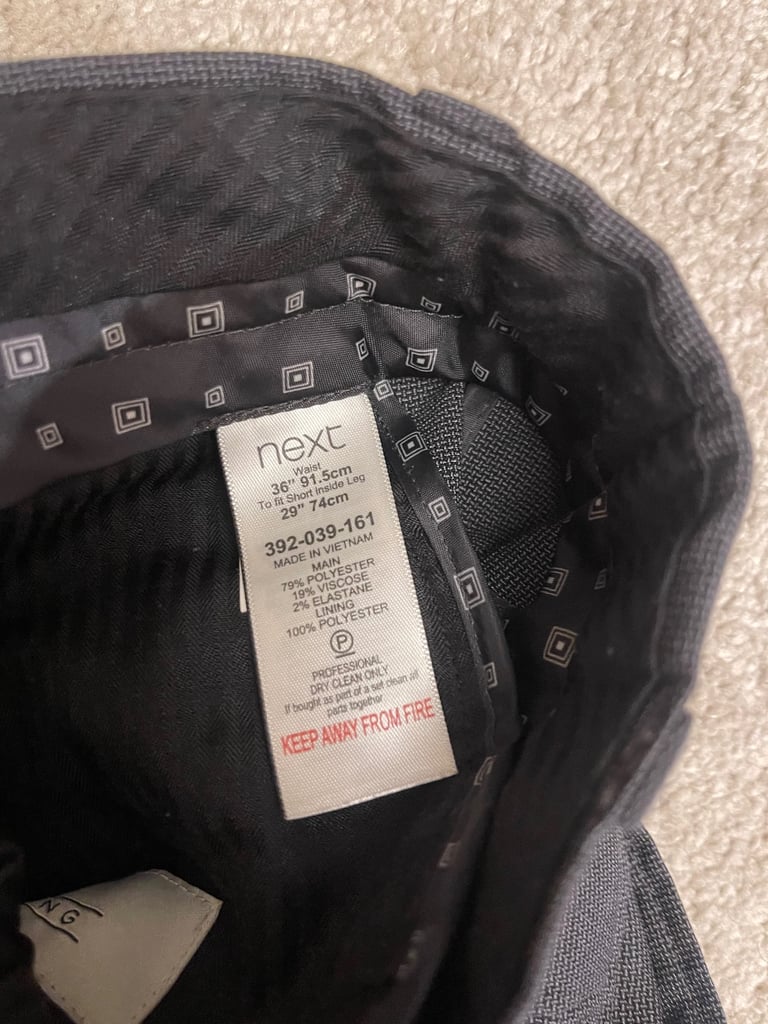 next
Waist
36" 91.5cm
To fit Short Inside Leg
29" 74cm
392-039-161
MADE IN VIETNAM
MAIN
79% POLYESTER
19% VISCOSE
2% ELASTANE
LINING
100% POLYESTER
P
PROFESSIONAL
DRY CLEAN ONLY
If bought as part of a set clean all
parts together
KEEP AWAY FROM FIRE
NG